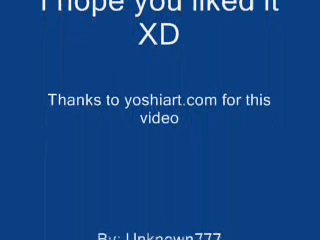 I hope you liked it
XD
Thanks to yoshiart.com for this
video
By: Unknown777